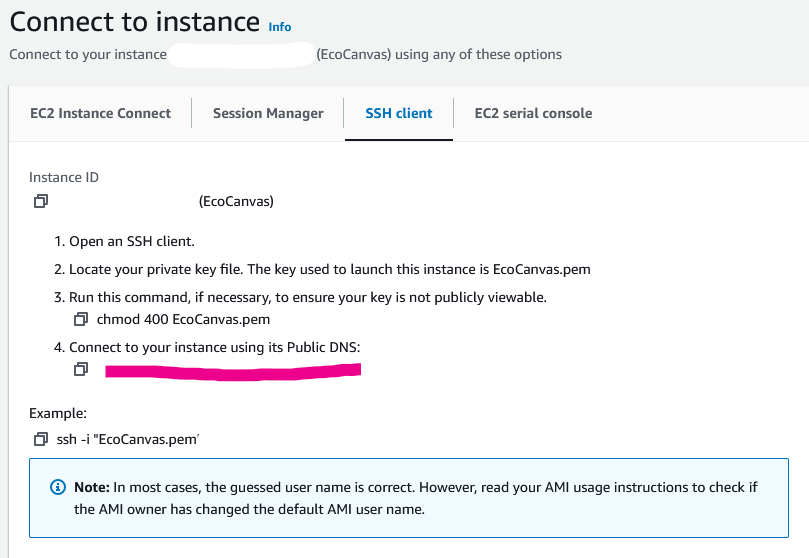 Connect to instance Info
Connect to your instance (EcoCanvas) using any of these options
EC2 Instance Connect
Session Manager
SSH client
EC2 serial console
Instance ID
(EcoCanvas)
1. Open an SSH client.
2. Locate your private key file. The key used to launch this instance is EcoCanvas.pem
3. Run this command, if necessary, to ensure your key is not publicly viewable.
chmod 400 EcoCanvas.pem
4. Connect to your instance using its Public DNS:
Example:
ssh -i "EcoCanvas.pem'
Note: In most cases, the guessed user name is correct. However, read your AMI usage instructions to check if
the AMI owner has changed the default AMI user name.